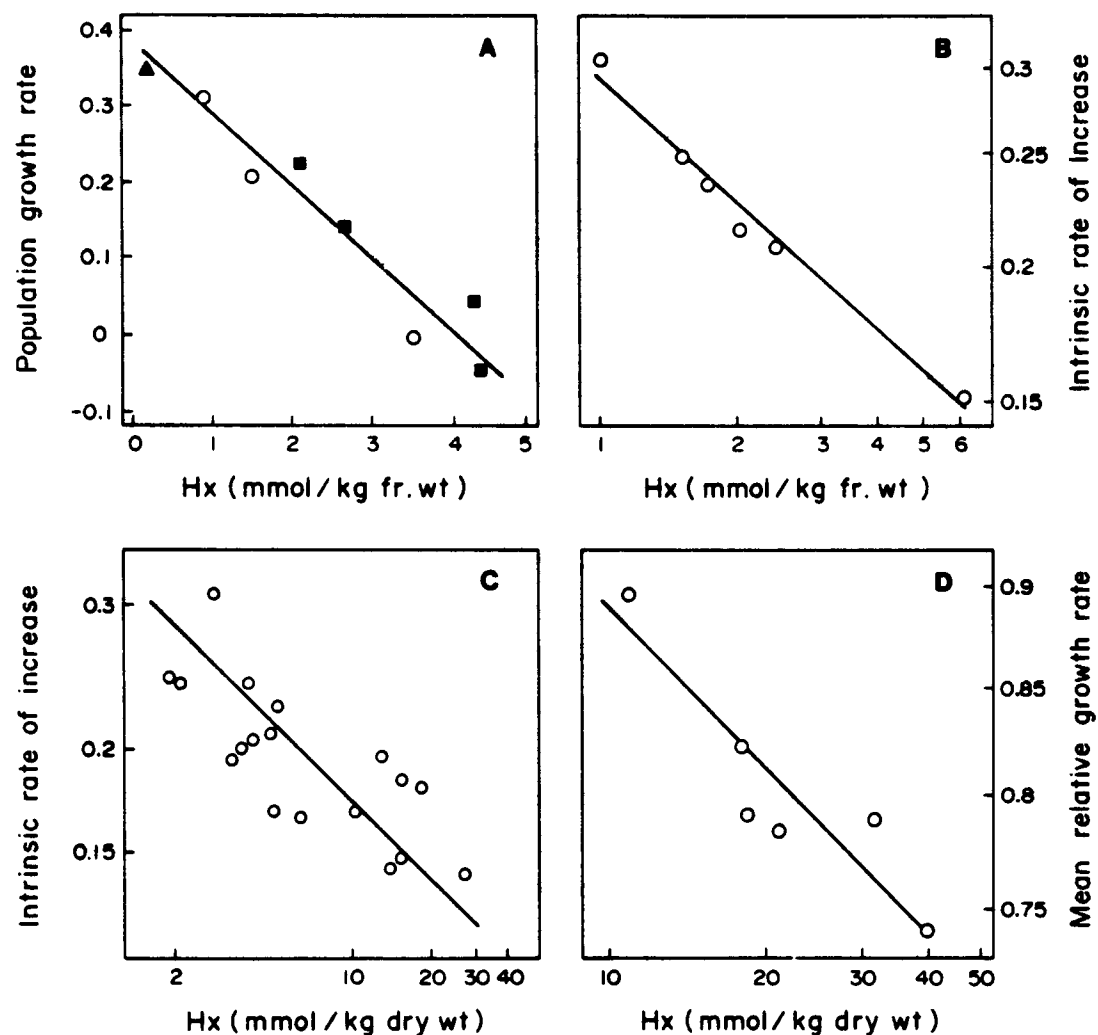 A
Population growth rate
0.4
0.3
0.2
0.1
0
-0.1
0 1 2 3 4 5
Hx (mmol/kg fr. wt)
B
Intrinsic rate of Increase
0.3
0.25
0.2
0.15
1 2 3 4 5 6
Hx (mmol/kg fr. wt)
C
Intrinsic rate of increase
0.3
0.2
0.15
2 10 20 30 40
Hx (mmol/kg dry wt)
D
Mean relative growth rate
0.9
0.85
0.8
0.75
10 20 30 40 50
Hx (mmol/kg dry wt)